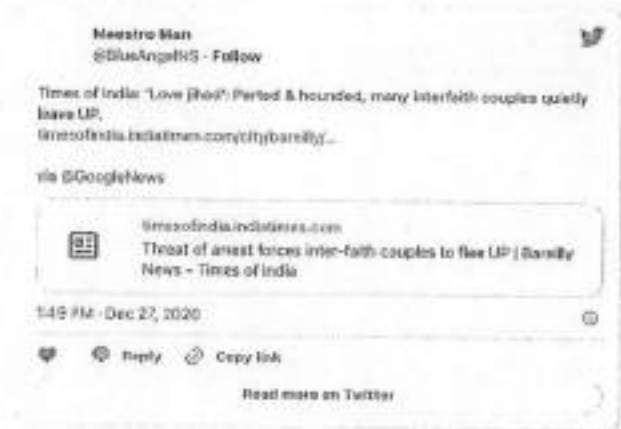 Meestro Man
@BlueAngelNS · Follow
Times of India: "Love jihad": Parted & hounded, many interfaith couples quietly
leave UP.
timesofindia.indiatimes.com/city/bareilly/...
via @GoogleNews
timesofindia.indiatimes.com
Threat of arrest forces inter-faith couples to flee UP | Bareilly
News - Times of India
1:49 PM · Dec 27, 2020
Reply Copy link
Read more on Twitter